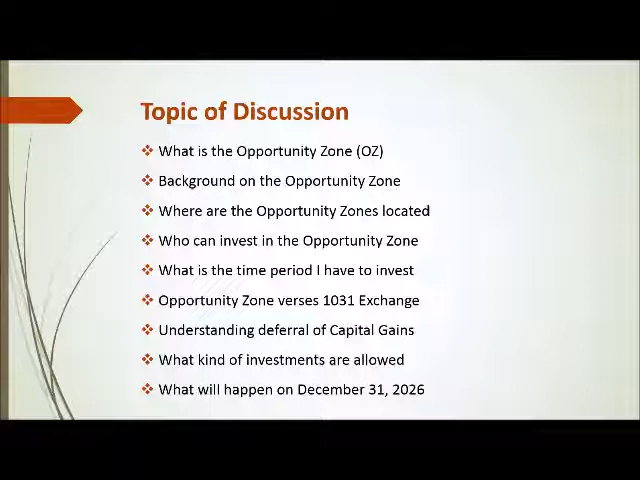 Topic of Discussion
What is the Opportunity Zone (OZ)
Background on the Opportunity Zone
Where are the Opportunity Zones located
Who can invest in the Opportunity Zone
What is the time period I have to invest
Opportunity Zone verses 1031 Exchange
Understanding deferral of Capital Gains
What kind of investments are allowed
What will happen on December 31, 2026